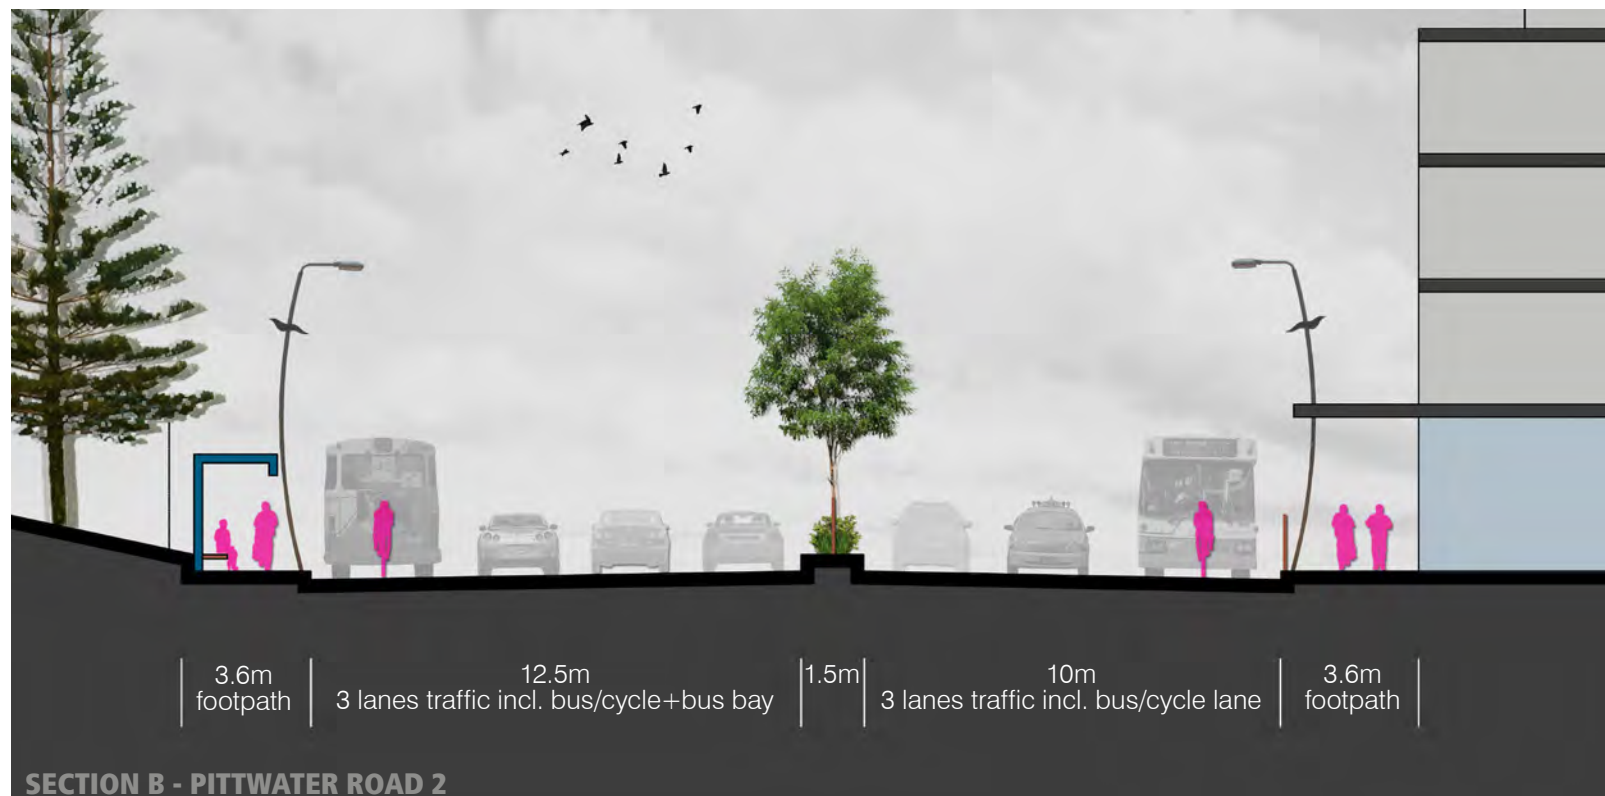 3.6m
footpath
12.5m
3 lanes traffic incl. bus/cycle+bus bay
1.5m
10m
3 lanes traffic incl. bus/cycle lane
3.6m
footpath
SECTION B - PITTWATER ROAD 2